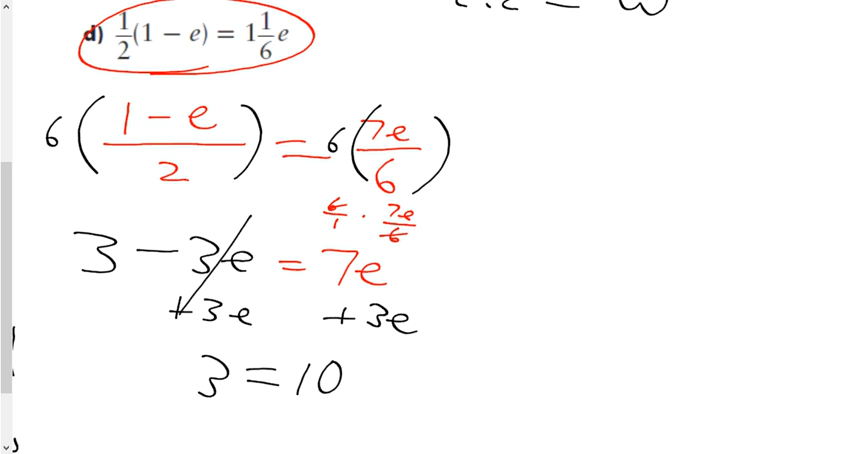 d) 1/2(1 − e) = 1 1/6 e
6((1 − e)/2) = 6(7e/6)
6/1 · 7e/6
3 − 3e = 7e
+3e +3e
3 = 10